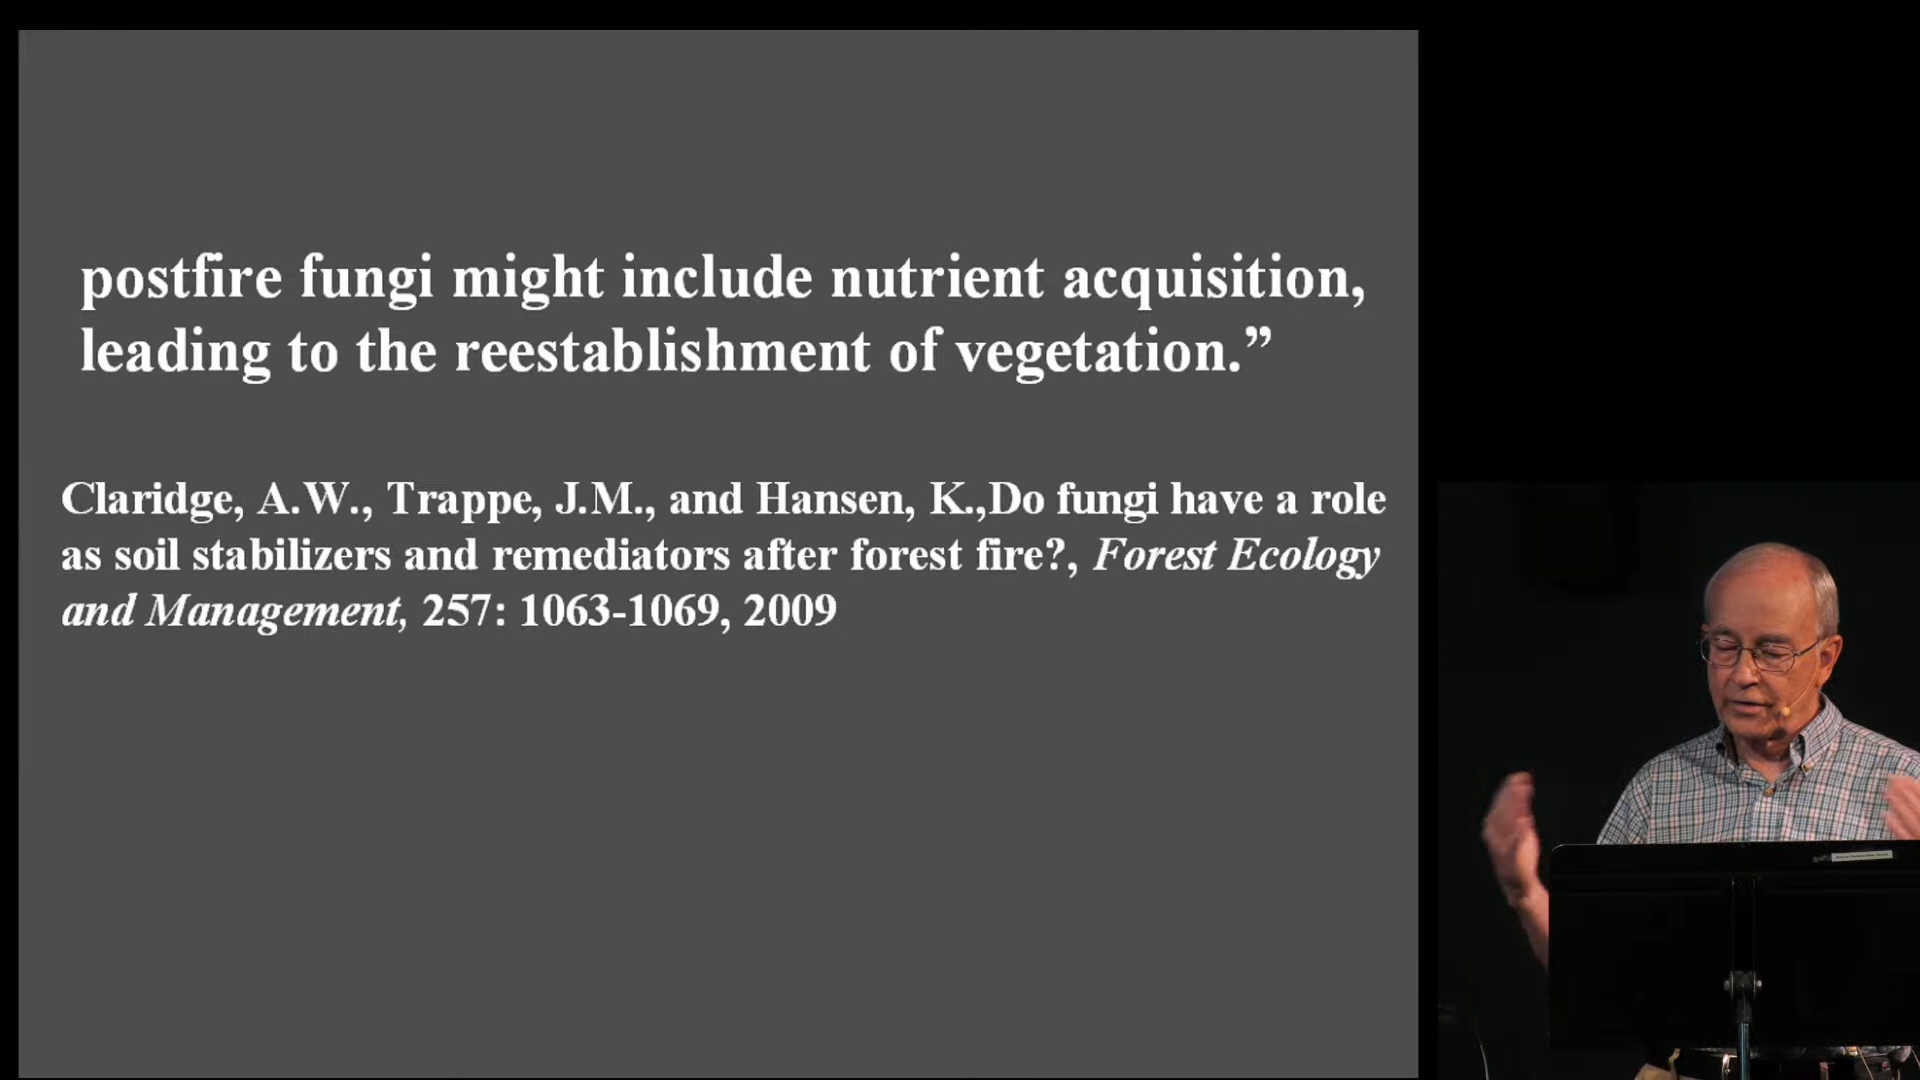 postfire fungi might include nutrient acquisition,
leading to the reestablishment of vegetation.”
Claridge, A.W., Trappe, J.M., and Hansen, K.,Do fungi have a role
as soil stabilizers and remediators after forest fire?, Forest Ecology
and Management, 257: 1063-1069, 2009